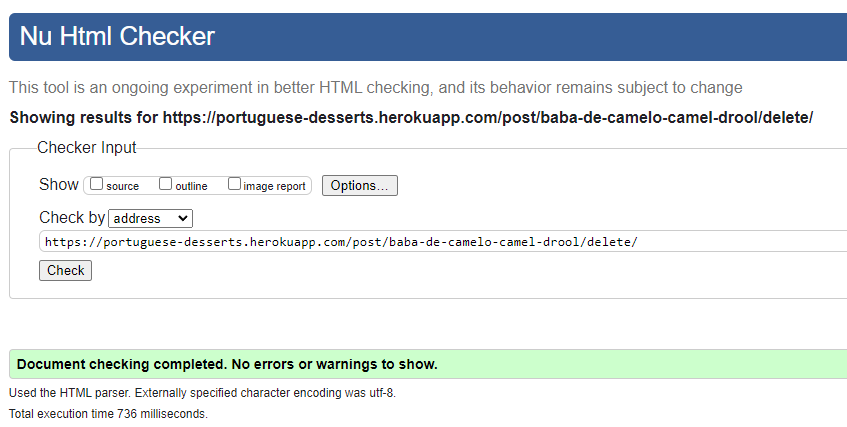 Nu Html Checker
This tool is an ongoing experiment in better HTML checking, and its behavior remains subject to change
Showing results for https://portuguese-desserts.herokuapp.com/post/baba-de-camelo-camel-drool/delete/
Checker Input
Show source outline image report Options...
Check by address
https://portuguese-desserts.herokuapp.com/post/baba-de-camelo-camel-drool/delete/
Check
Document checking completed. No errors or warnings to show.
Used the HTML parser. Externally specified character encoding was utf-8.
Total execution time 736 milliseconds.